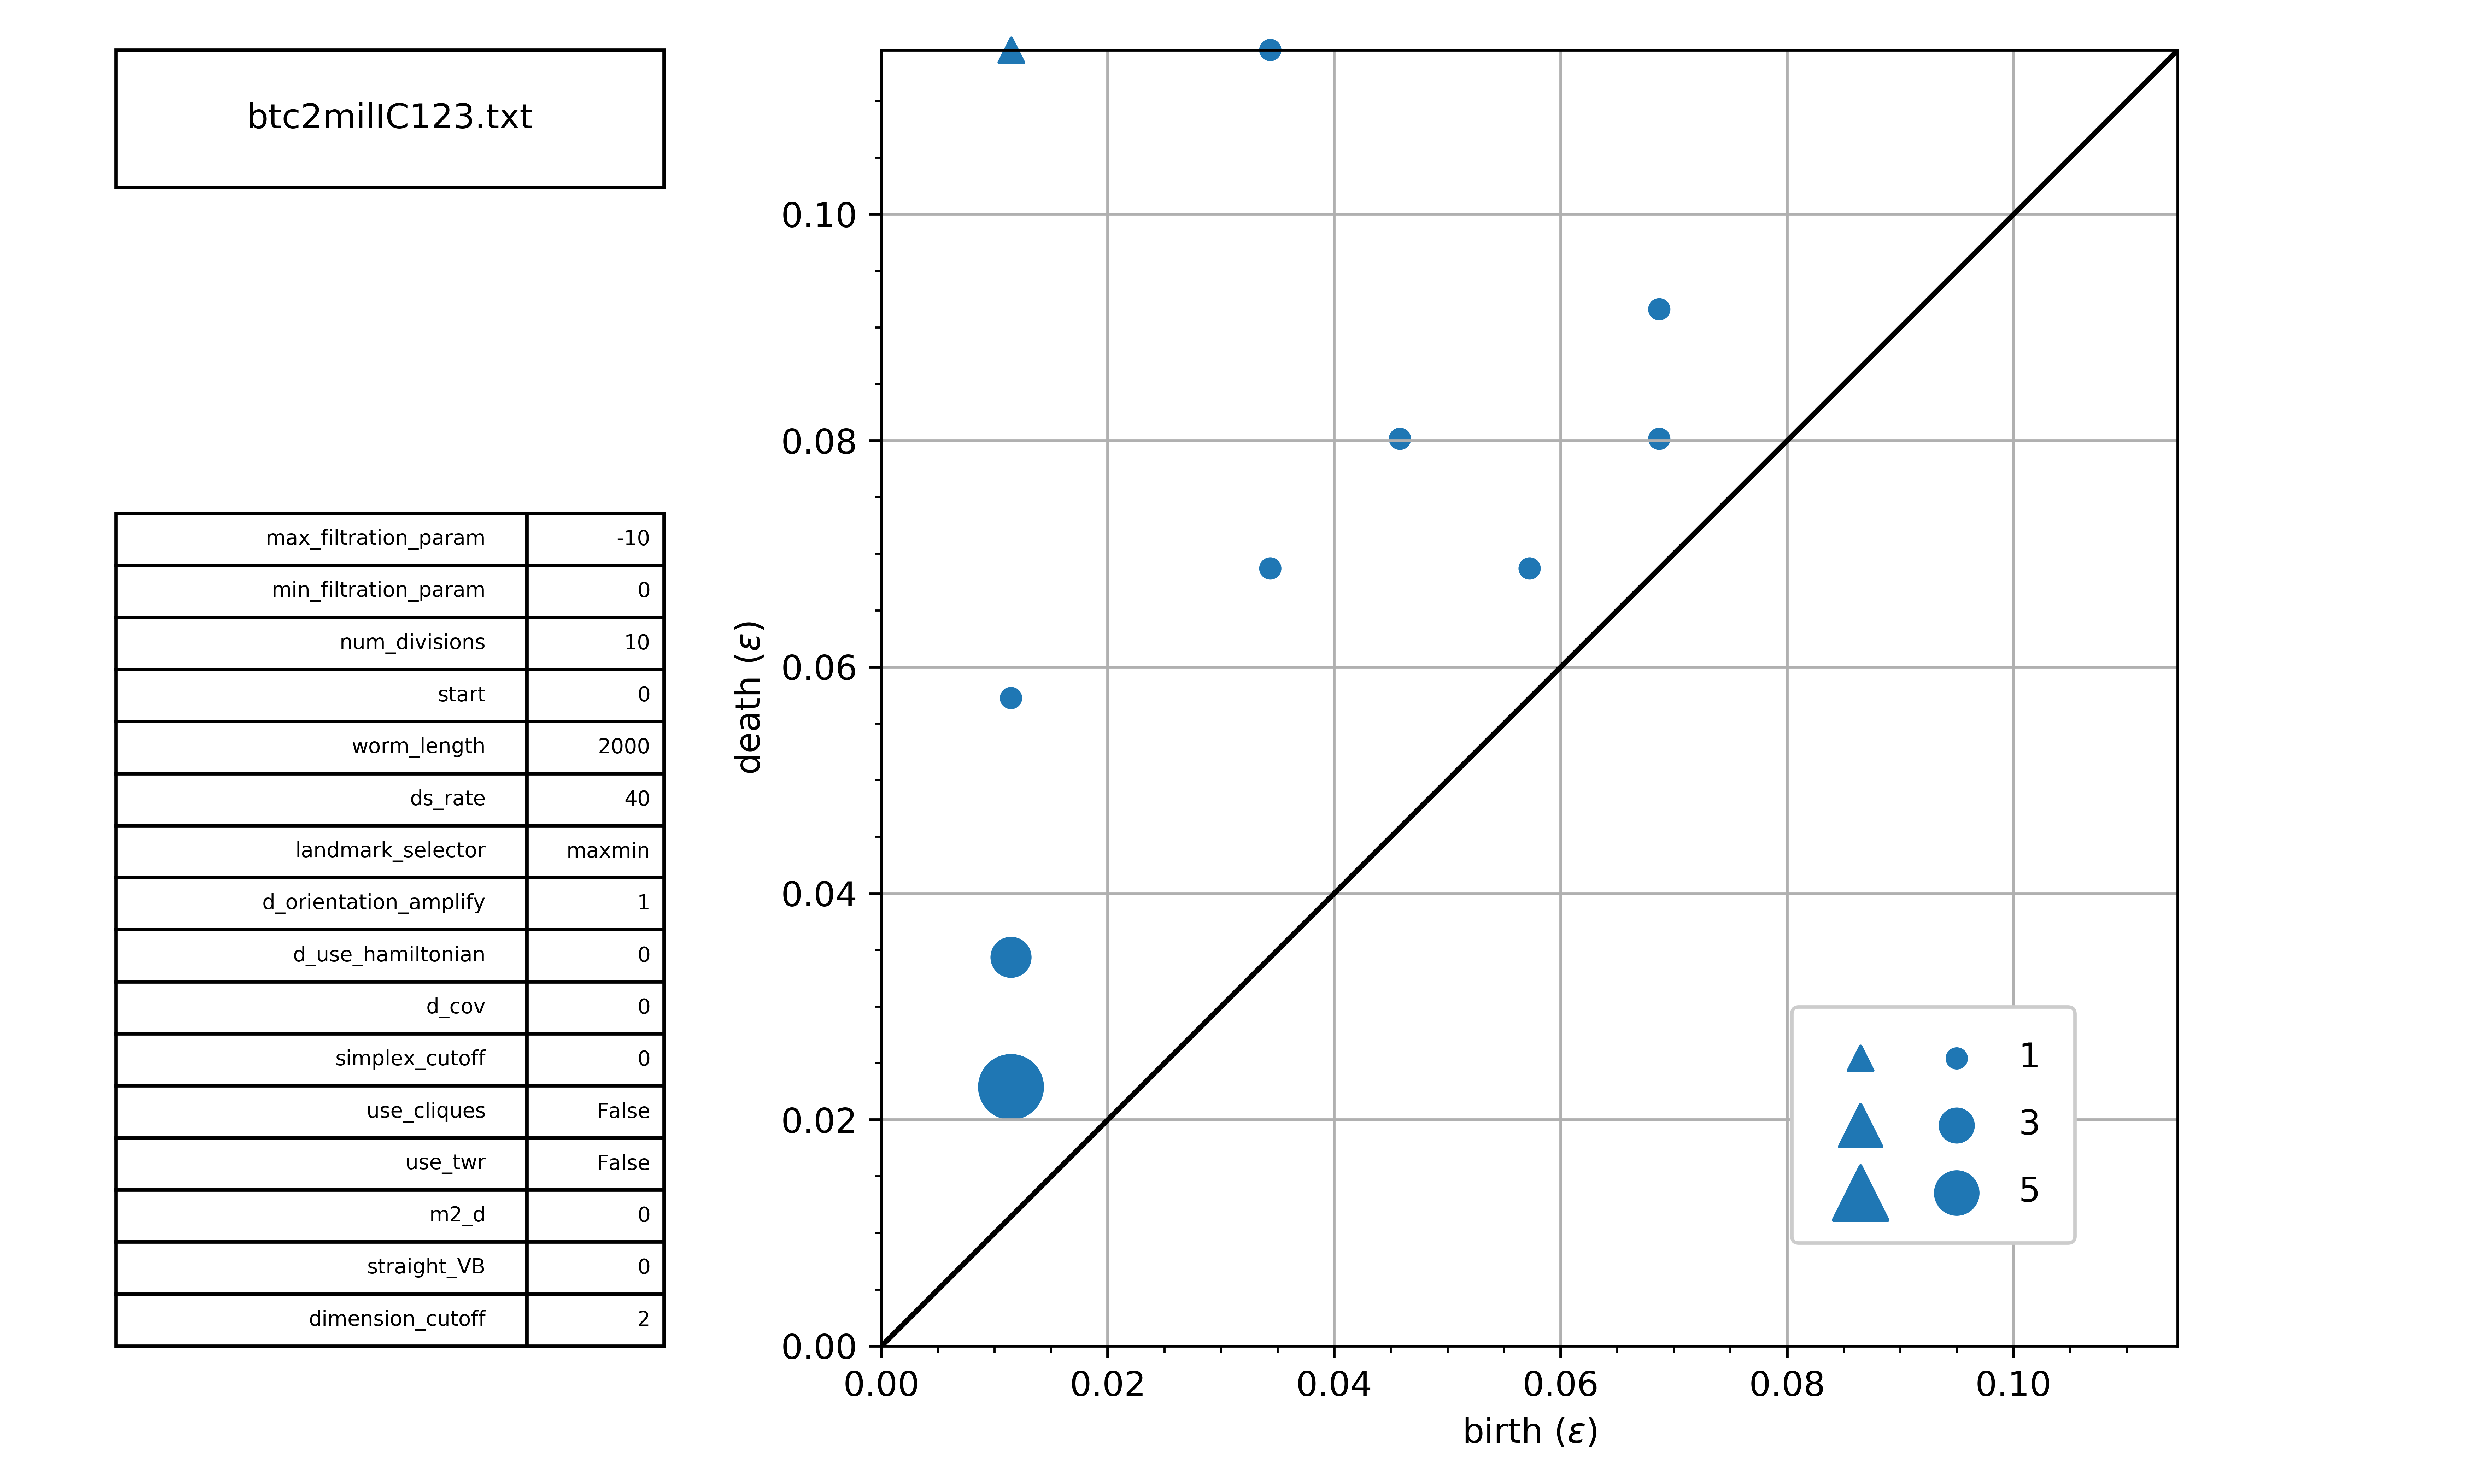 btc2milIC123.txt
max_filtration_param -10
min_filtration_param 0
num_divisions 10
start 0
worm_length 2000
ds_rate 40
landmark_selector maxmin
d_orientation_amplify 1
d_use_hamiltonian 0
d_cov 0
simplex_cutoff 0
use_cliques False
use_twr False
m2_d 0
straight_VB 0
dimension_cutoff 2
death (ε)
0.10
0.08
0.06
0.04
0.02
0.00
0.00 0.02 0.04 0.06 0.08 0.10
birth (ε)
1
3
5